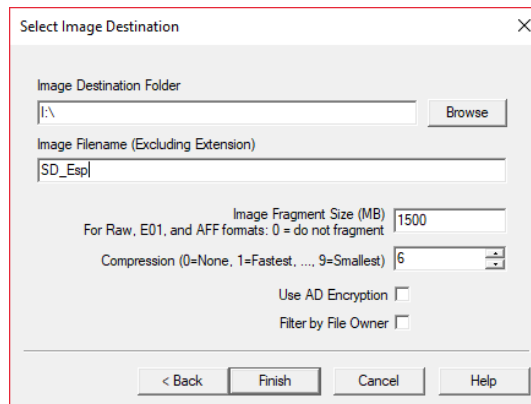 Select Image Destination
Image Destination Folder
I:\
Browse
Image Filename (Excluding Extension)
SD_Esp
Image Fragment Size (MB)
For Raw, E01, and AFF formats: 0 = do not fragment
1500
Compression (0=None, 1=Fastest, ..., 9=Smallest)
6
Use AD Encryption
Filter by File Owner
< Back
Finish
Cancel
Help